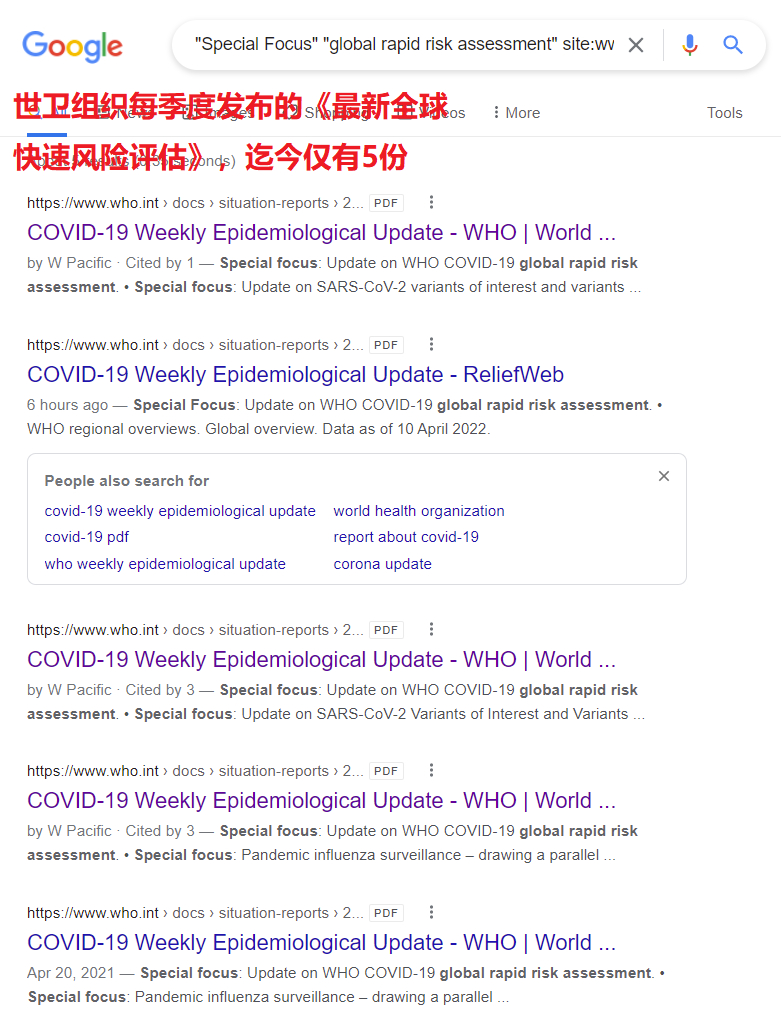 Google
"Special Focus" "global rapid risk assessment" site:ww
世卫组织每季度发布的《最新全球
More
Tools
快速风险评估》，迄今仅有5份
https://www.who.int › docs › situation-reports › 2... PDF
COVID-19 Weekly Epidemiological Update - WHO | World ...
by W Pacific · Cited by 1 — Special focus: Update on WHO COVID-19 global rapid risk
assessment. • Special focus: Update on SARS-CoV-2 variants of interest and variants ...
https://www.who.int › docs › situation-reports › 2... PDF
COVID-19 Weekly Epidemiological Update - ReliefWeb
6 hours ago — Special Focus: Update on WHO COVID-19 global rapid risk assessment. •
WHO regional overviews. Global overview. Data as of 10 April 2022.
People also search for
covid-19 weekly epidemiological update world health organization
covid-19 pdf report about covid-19
who weekly epidemiological update corona update
https://www.who.int › docs › situation-reports › 2... PDF
COVID-19 Weekly Epidemiological Update - WHO | World ...
by W Pacific · Cited by 3 — Special focus: Update on WHO COVID-19 global rapid risk
assessment. • Special focus: Update on SARS-CoV-2 Variants of Interest and Variants ...
https://www.who.int › docs › situation-reports › 2... PDF
COVID-19 Weekly Epidemiological Update - WHO | World ...
by W Pacific · Cited by 3 — Special focus: Update on WHO COVID-19 global rapid risk
assessment. • Special focus: Pandemic influenza surveillance – drawing a parallel ...
https://www.who.int › docs › situation-reports › 2... PDF
COVID-19 Weekly Epidemiological Update - WHO | World ...
Apr 20, 2021 — Special focus: Update on WHO COVID-19 global rapid risk assessment. •
Special focus: Pandemic influenza surveillance – drawing a parallel ...